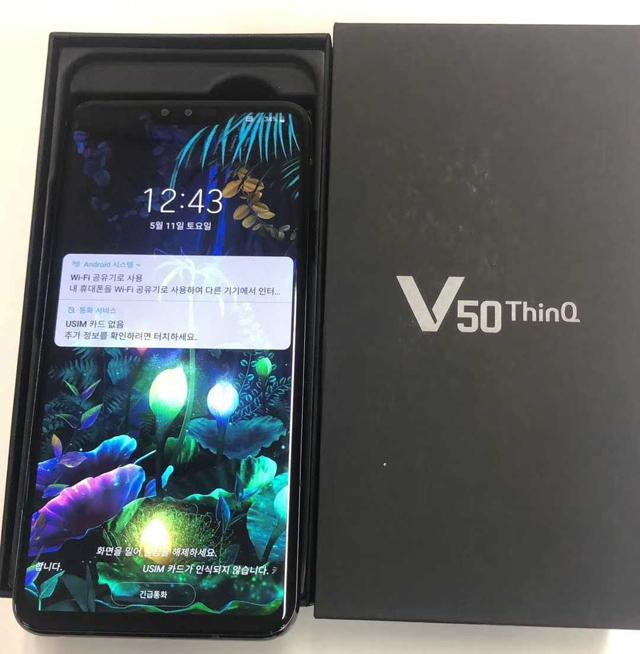 34%
12:43
5월 11일 토요일
Android 시스템
Wi-Fi 공유기로 사용
내 휴대폰을 Wi-Fi 공유기로 사용하여 다른 기기에서 인터...
통화 서비스
USIM 카드 없음
추가 정보를 확인하려면 터치하세요.
화면을 밀어 해제하세요.
합니다. USIM 카드가 인식되지 않습니다.
긴급통화
V50 ThinQ